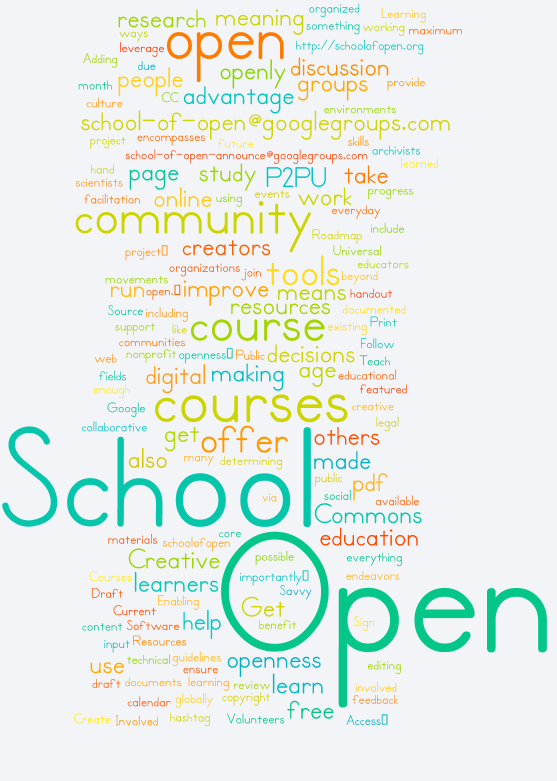 organized Learning
research meaning something working maximum
ways
leverage open http://schoolofopen.org
Adding due openly discussion
month people groups provide
culture CC advantage environments
school-of-open@googlegroups.com
project encompasses future skills
school-of-open-announce@googlegroups.com archivists
hand page study P2PU take learned
scientists
facilitation online using events work progress
community everyday
Roadmap include
project creators Universal
organizations join tools beyond educators
movements
run open. improve means handout
Source including resources documented
support like course existing Print
communities Follow
web nonprofit openness Public decisions Teach
fields digital making age educational
enough featured
Google courses creative
collaborative legal
get offer others
also many determining made
School via public pdf
social available
Commons
materials schoolofopen core education
Creative possible everything
Courses learners importantly endeavors
Draft Savvy
Enabling Get Open
Current
content Software help benefit Sign
input Resources
use technical guidelines openness editing
ensure
draft documents learning review learn involved
calendar globally copyright feedback
Create Involved hashtag Volunteers free Access